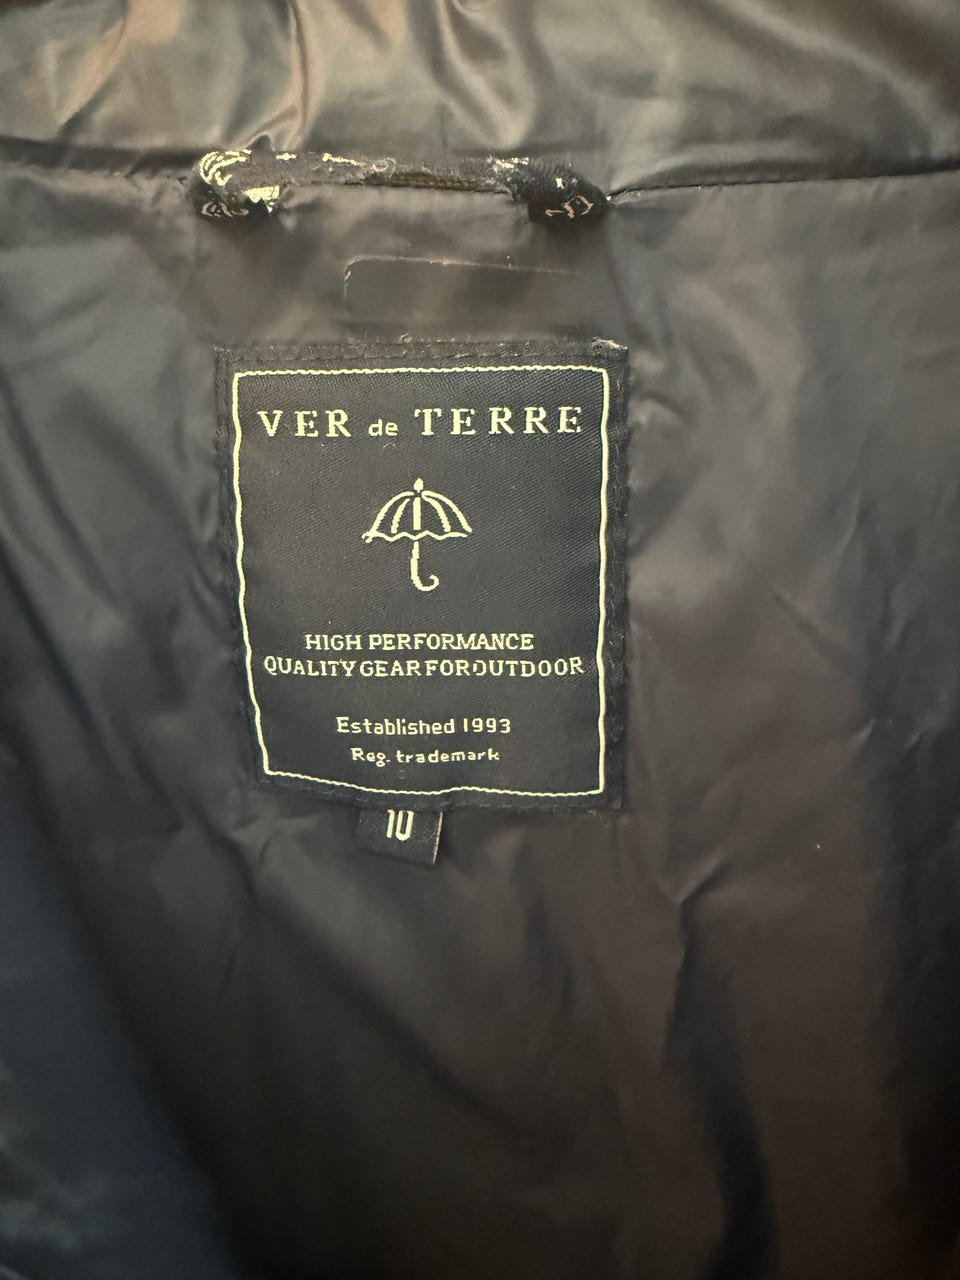 VER de TERRE
HIGH PERFORMANCE
QUALITY GEAR FOR OUTDOOR
Established 1993
Reg. trademark
10